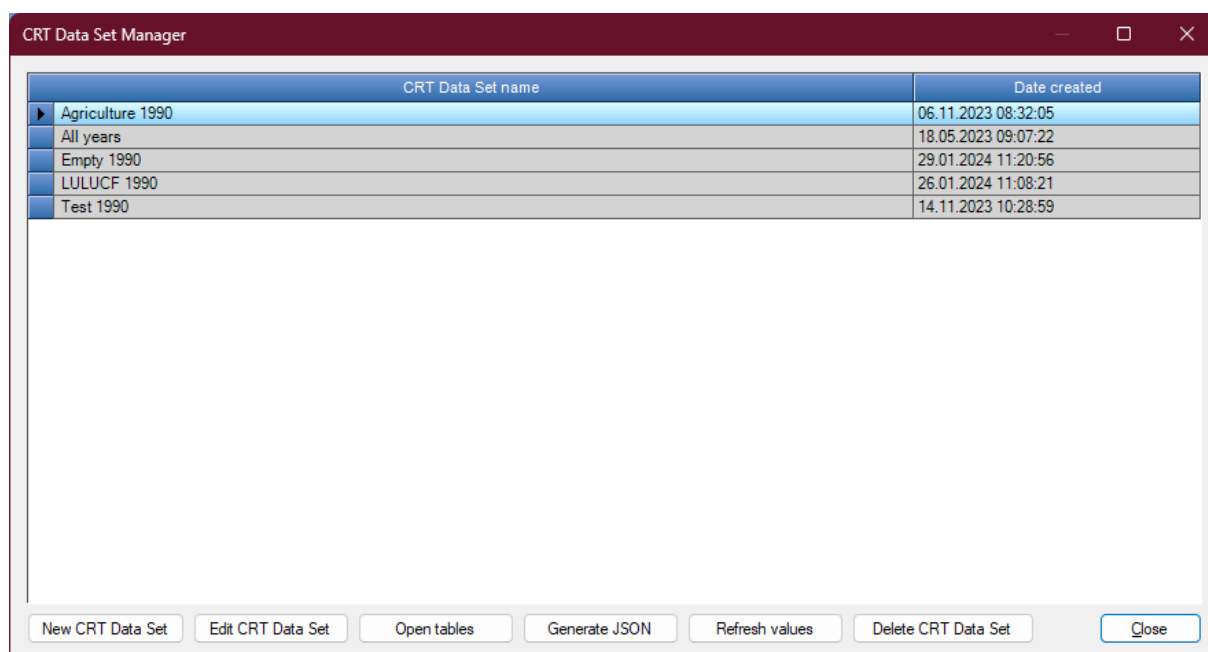 CRT Data Set Manager
CRT Data Set name Date created
Agriculture 1990 06.11.2023 08:32:05
All years 18.05.2023 09:07:22
Empty 1990 29.01.2024 11:20:56
LULUCF 1990 26.01.2024 11:08:21
Test 1990 14.11.2023 10:28:59
New CRT Data Set Edit CRT Data Set Open tables Generate JSON Refresh values Delete CRT Data Set Close